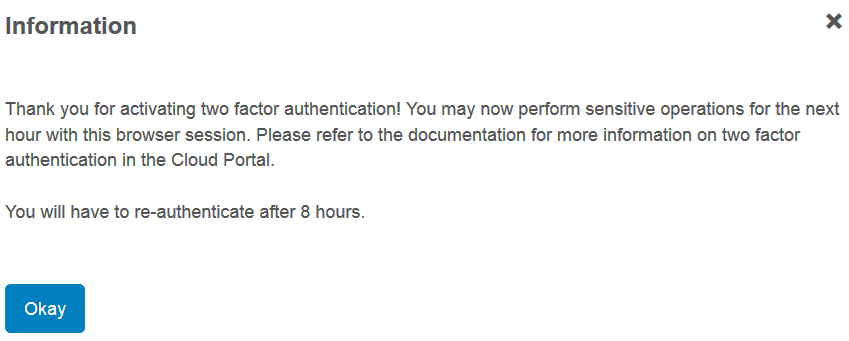 Information
Thank you for activating two factor authentication! You may now perform sensitive operations for the next
hour with this browser session. Please refer to the documentation for more information on two factor
authentication in the Cloud Portal.
You will have to re-authenticate after 8 hours.
Okay